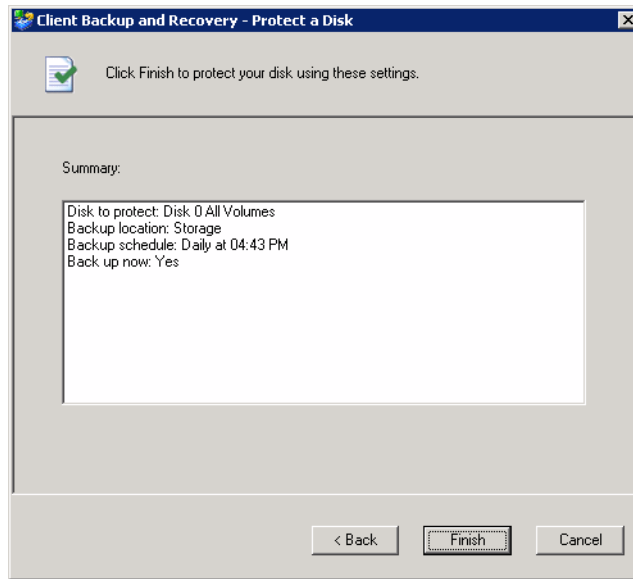 Client Backup and Recovery - Protect a Disk
Click Finish to protect your disk using these settings.
Summary:
Disk to protect: Disk 0 All Volumes
Backup location: Storage
Backup schedule: Daily at 04:43 PM
Back up now: Yes
< Back Finish Cancel